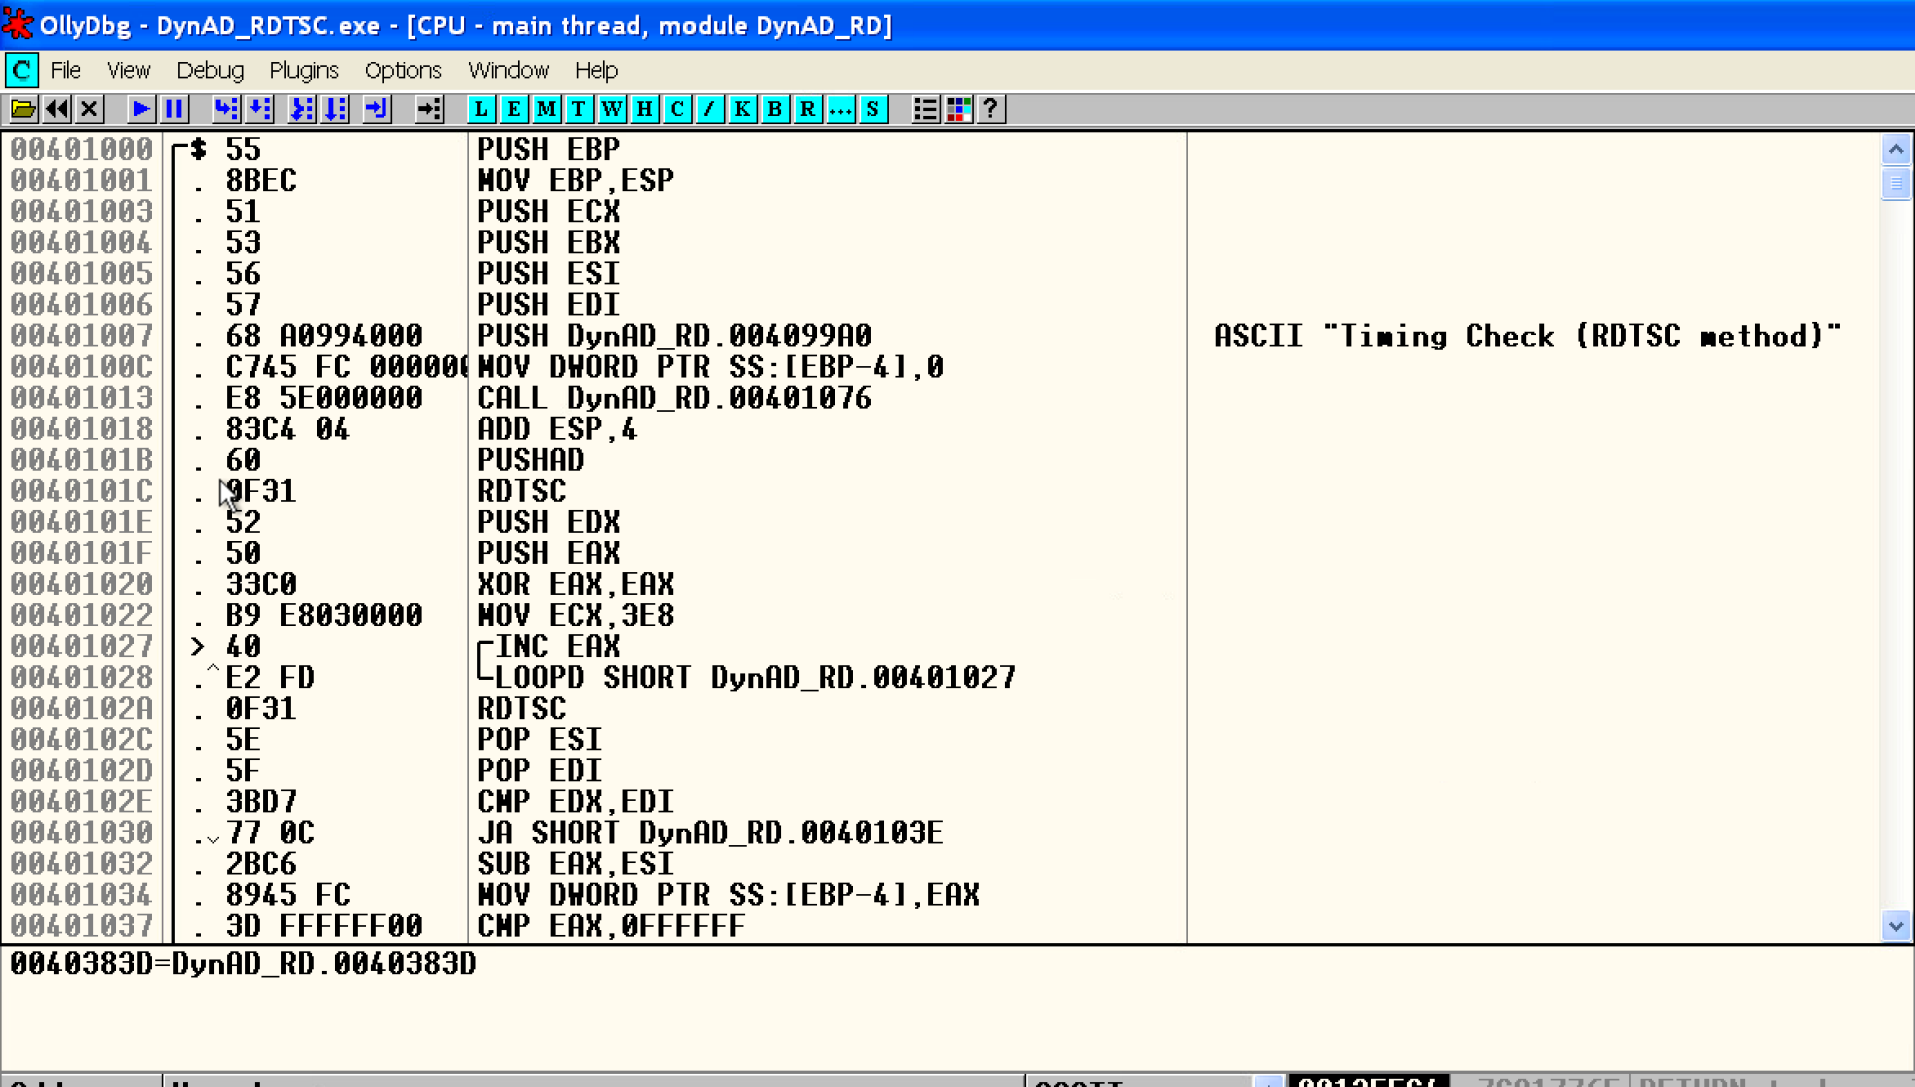 OllyDbg - DynAD_RDTSC.exe - [CPU - main thread, module DynAD_RD]
C File View Debug Plugins Options Window Help
L E M T W H C / K B R ... S ?
00401000 $ 55 PUSH EBP
00401001 . 8BEC MOV EBP,ESP
00401003 . 51 PUSH ECX
00401004 . 53 PUSH EBX
00401005 . 56 PUSH ESI
00401006 . 57 PUSH EDI
00401007 . 68 A0994000 PUSH DynAD_RD.004099A0 ASCII "Timing Check (RDTSC method)"
0040100C . C745 FC 000000 MOV DWORD PTR SS:[EBP-4],0
00401013 . E8 5E000000 CALL DynAD_RD.00401076
00401018 . 83C4 04 ADD ESP,4
0040101B . 60 PUSHAD
0040101C . 0F31 RDTSC
0040101E . 52 PUSH EDX
0040101F . 50 PUSH EAX
00401020 . 33C0 XOR EAX,EAX
00401022 . B9 E8030000 MOV ECX,3E8
00401027 > 40 INC EAX
00401028 .^ E2 FD LOOPD SHORT DynAD_RD.00401027
0040102A . 0F31 RDTSC
0040102C . 5E POP ESI
0040102D . 5F POP EDI
0040102E . 3BD7 CMP EDX,EDI
00401030 .v 77 0C JA SHORT DynAD_RD.0040103E
00401032 . 2BC6 SUB EAX,ESI
00401034 . 8945 FC MOV DWORD PTR SS:[EBP-4],EAX
00401037 . 3D FFFFFF00 CMP EAX,0FFFFFF
0040383D=DynAD_RD.0040383D